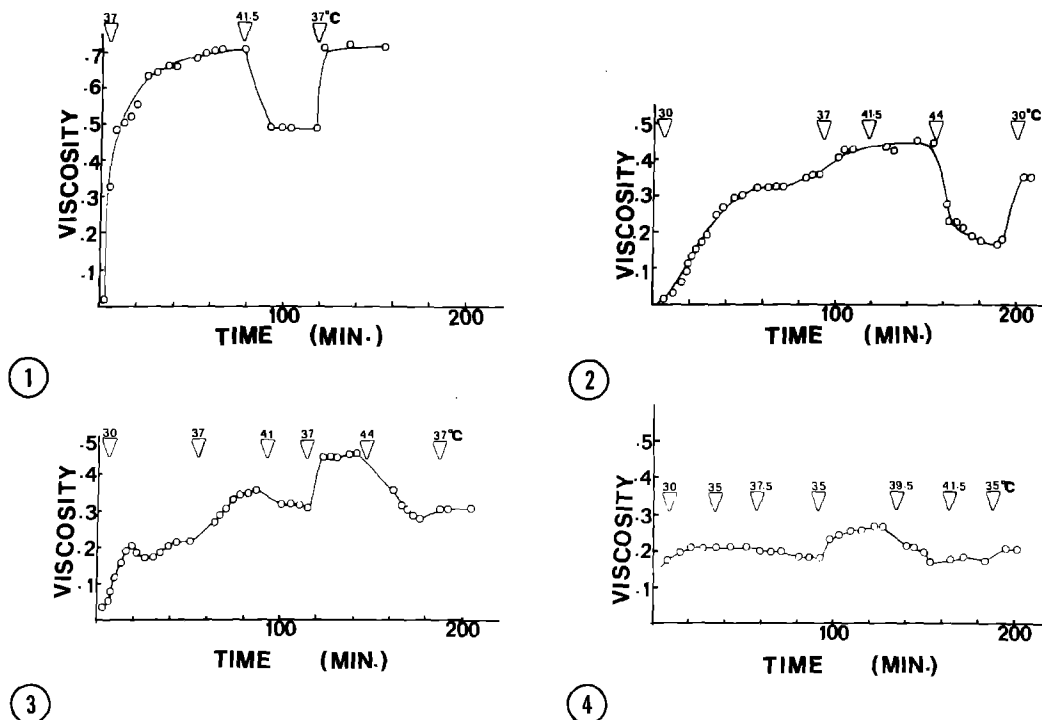 37 41·5 37°C
·7
·6
·5
·4
·3
·2
·1
VISCOSITY
100 200
TIME (MIN.)
1
30 37 41·5 44 30°C
·5
·4
·3
·2
·1
VISCOSITY
100 200
TIME (MIN.)
2
30 37 41 37 44 37°C
·5
·4
·3
·2
·1
VISCOSITY
100 200
TIME (MIN.)
3
30 35 37·5 35 39·5 41·5 35°C
·5
·4
·3
·2
·1
VISCOSITY
100 200
TIME (MIN.)
4